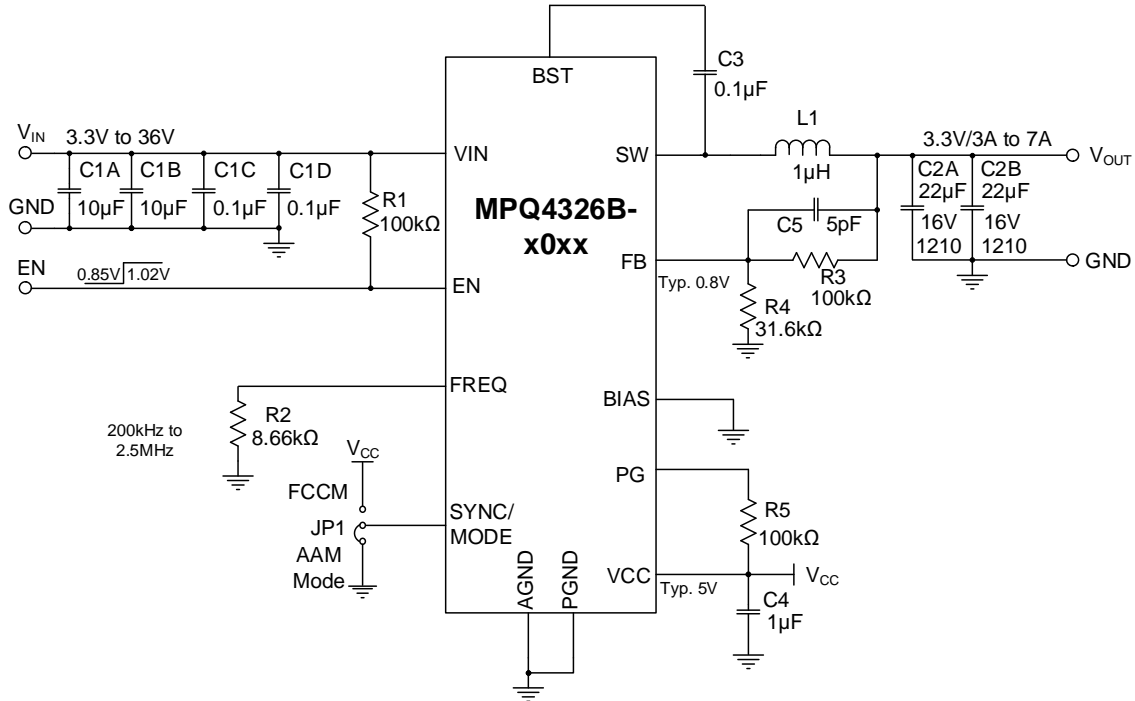 BST
C3
0.1µF
L1
1µH
V_IN
3.3V to 36V
C1A
C1B
C1C
C1D
10µF
10µF
0.1µF
0.1µF
GND
R1
100kΩ
EN
0.85V
1.02V
VIN
SW
MPQ4326B-
x0xx
3.3V/3A to 7A
V_OUT
C2A
22µF
16V
1210
C2B
22µF
16V
1210
GND
C5
5pF
FB
Typ. 0.8V
R3
100kΩ
R4
31.6kΩ
EN
FREQ
R2
8.66kΩ
200kHz to
2.5MHz
BIAS
V_CC
FCCM
JP1
AAM
Mode
SYNC/
MODE
PG
R5
100kΩ
VCC
Typ. 5V
V_CC
C4
1µF
AGND
PGND